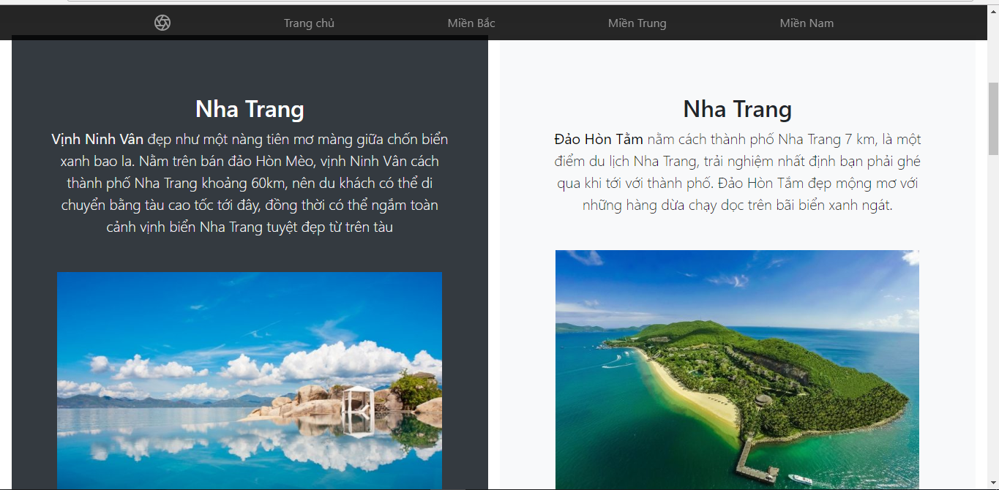 Trang chủ Miền Bắc Miền Trung Miền Nam
Nha Trang
Vịnh Ninh Vân đẹp như một nàng tiên mơ màng giữa chốn biển
xanh bao la. Nằm trên bán đảo Hòn Mèo, vịnh Ninh Vân cách
thành phố Nha Trang khoảng 60km, nên du khách có thể di
chuyển bằng tàu cao tốc tới đây, đồng thời có thể ngắm toàn
cảnh vịnh biển Nha Trang tuyệt đẹp từ trên tàu
Nha Trang
Đảo Hòn Tằm nằm cách thành phố Nha Trang 7 km, là một
điểm du lịch Nha Trang, trải nghiệm nhất định bạn phải ghé
qua khi tới với thành phố. Đảo Hòn Tắm đẹp mộng mơ với
những hàng dừa chạy dọc trên bãi biển xanh ngát.